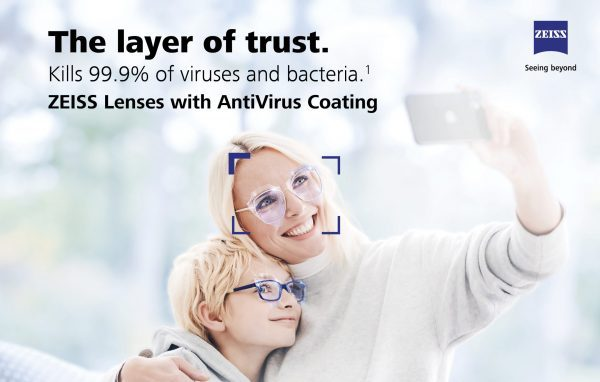 The layer of trust.
Kills 99.9% of viruses and bacteria.¹
ZEISS Lenses with AntiVirus Coating
ZEISS
Seeing beyond